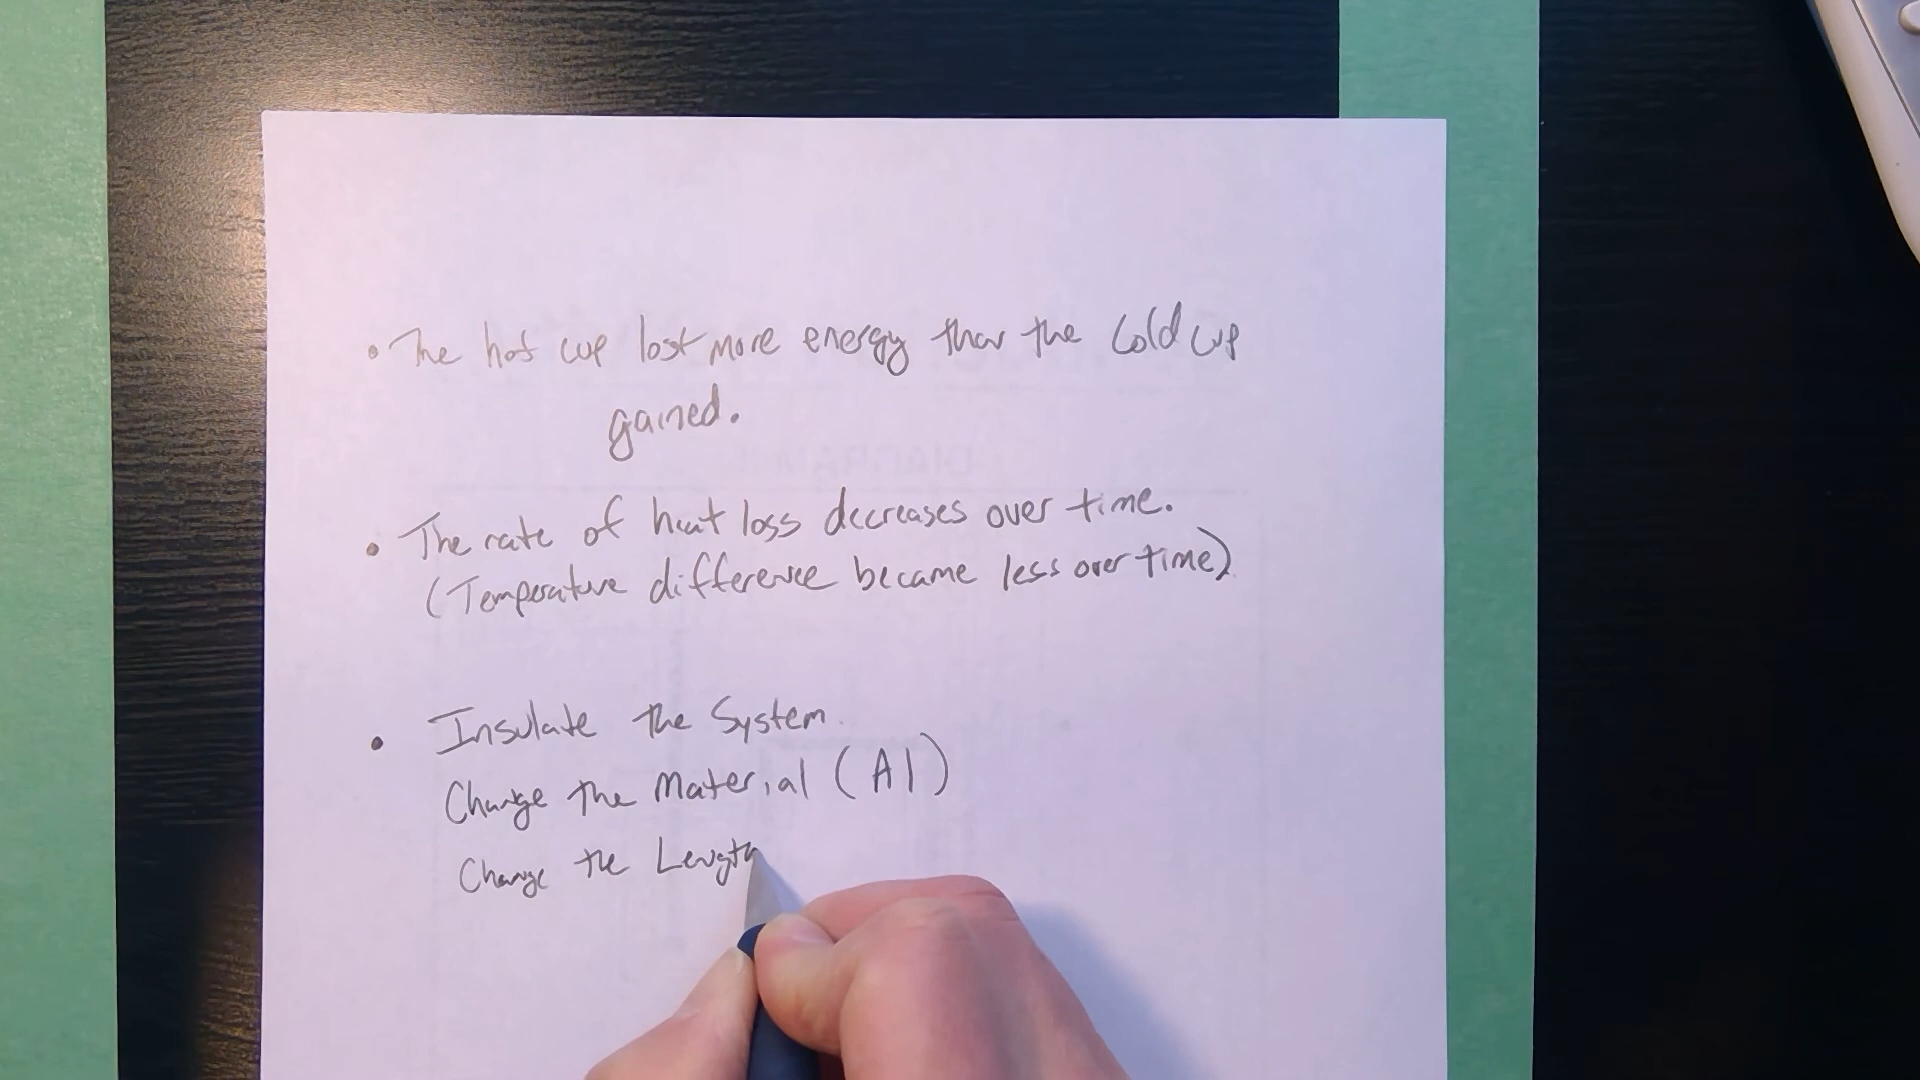 • The hot cup lost more energy than the Cold cup
gained.
• The rate of heat loss decreases over time.
(Temperature difference became less over time)
• Insulate the System.
Change the Material (Al)
Change the Length